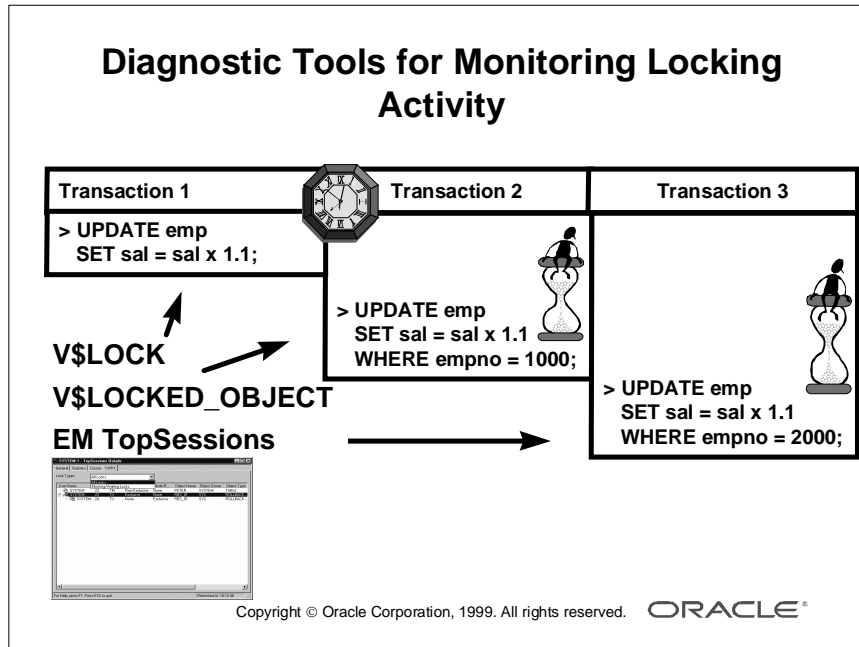 Diagnostic Tools for Monitoring Locking
Activity
Transaction 1
Transaction 2
Transaction 3
> UPDATE emp
SET sal = sal x 1.1;
> UPDATE emp
SET sal = sal x 1.1
WHERE empno = 1000;
> UPDATE emp
SET sal = sal x 1.1
WHERE empno = 2000;
V$LOCK
V$LOCKED_OBJECT
EM TopSessions
Copyright © Oracle Corporation, 1999. All rights reserved.
ORACLE®